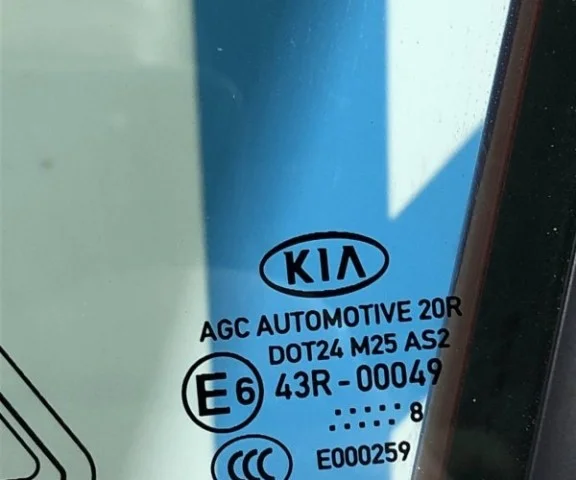 KIA
AGC AUTOMOTIVE 20R
DOT24 M25 AS2
E6 43R-00049
8
CCC E000259